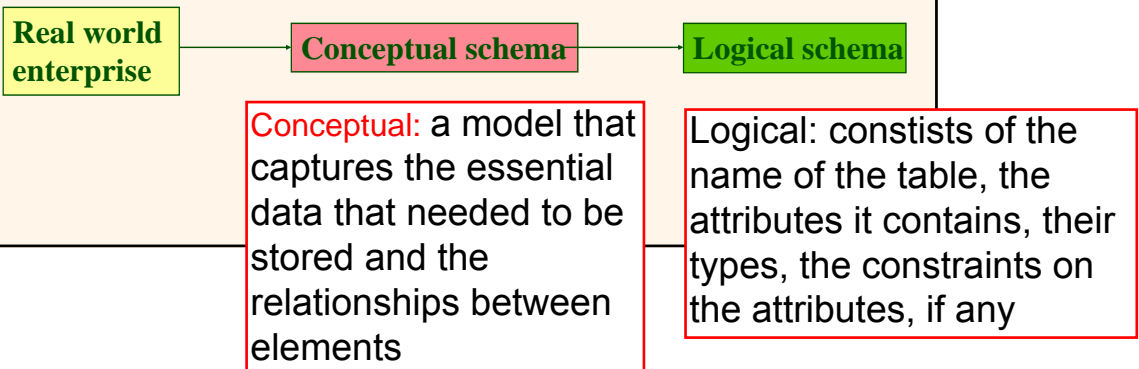 Real world
enterprise
Conceptual schema
Logical schema
Conceptual: a model that
captures the essential
data that needed to be
stored and the
relationships between
elements
Logical: constists of the
name of the table, the
attributes it contains, their
types, the constraints on
the attributes, if any